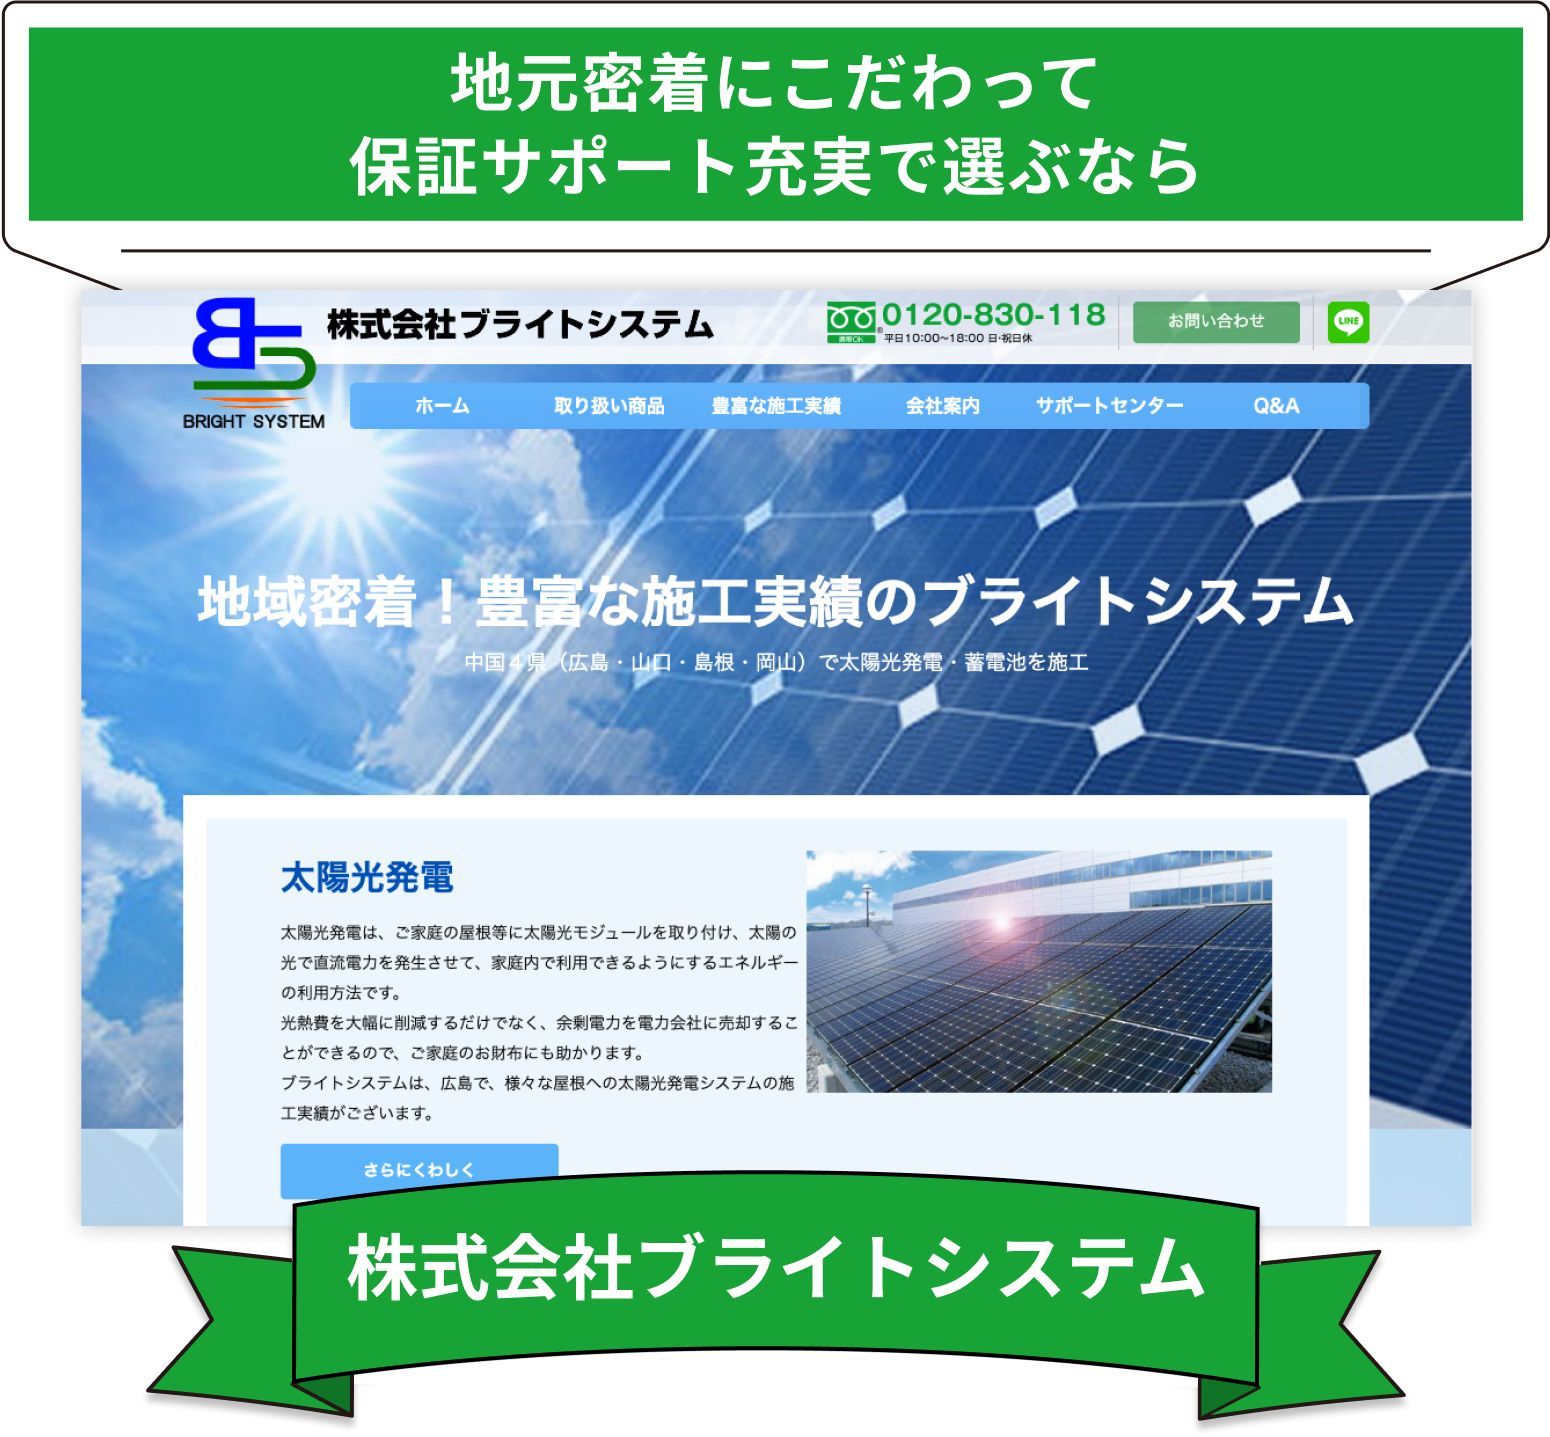 地元密着にこだわって
保証サポート充実で選ぶなら
BRIGHT SYSTEM
株式会社ブライトシステム
0120-830-118
携帯OK
平日10:00〜18:00 日・祝日休
お問い合わせ
LINE
ホーム 取り扱い商品 豊富な施工実績 会社案内 サポートセンター Q&A
地域密着！豊富な施工実績のブライトシステム
中国４県（広島・山口・島根・岡山）で太陽光発電・蓄電池を施工
太陽光発電
太陽光発電は、ご家庭の屋根等に太陽光モジュールを取り付け、太陽の
光で直流電力を発生させて、家庭内で利用できるようにするエネルギー
の利用方法です。
光熱費を大幅に削減するだけでなく、余剰電力を電力会社に売却するこ
とができるので、ご家庭のお財布にも助かります。
ブライトシステムは、広島で、様々な屋根への太陽光発電システムの施
工実績がございます。
さらにくわしく
株式会社ブライトシステム